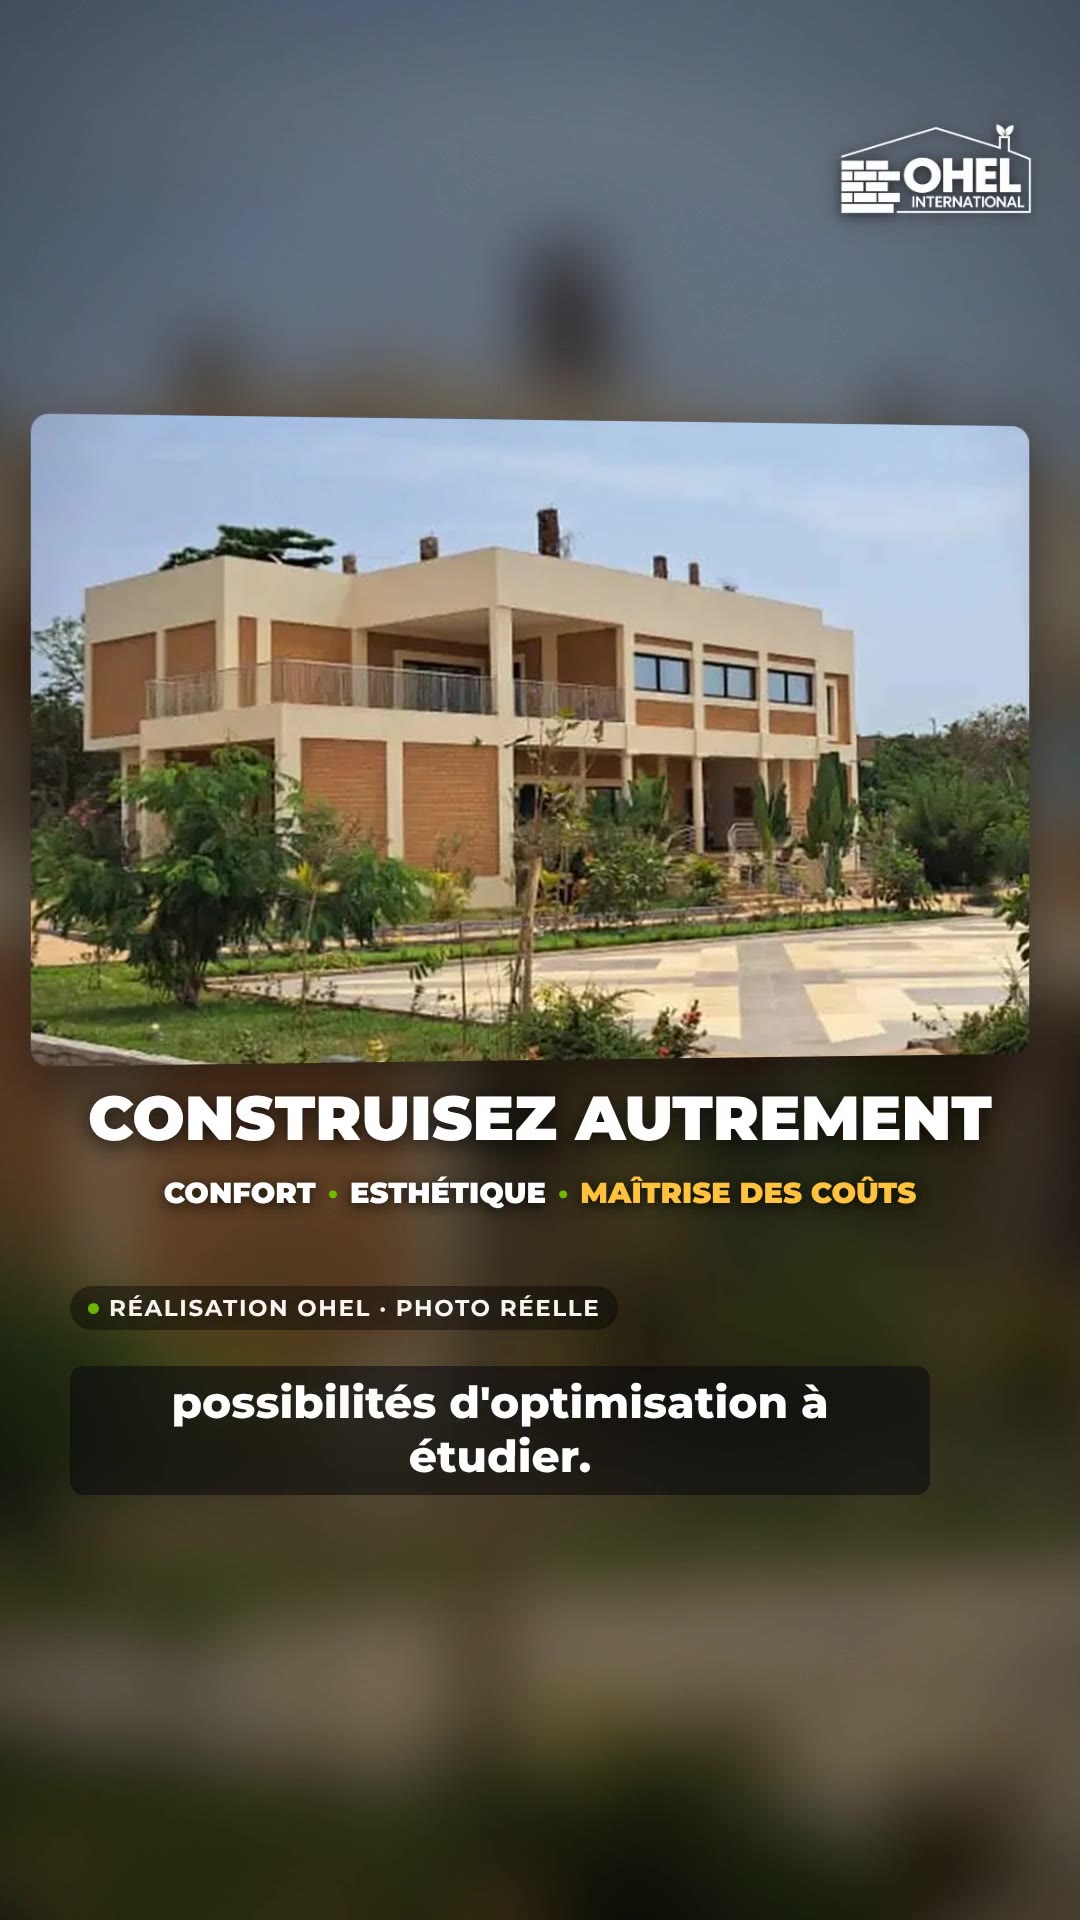 OHEL
INTERNATIONAL
CONSTRUISEZ AUTREMENT
CONFORT • ESTHÉTIQUE • MAÎTRISE DES COÛTS
RÉALISATION OHEL · PHOTO RÉELLE
possibilités d'optimisation à
étudier.